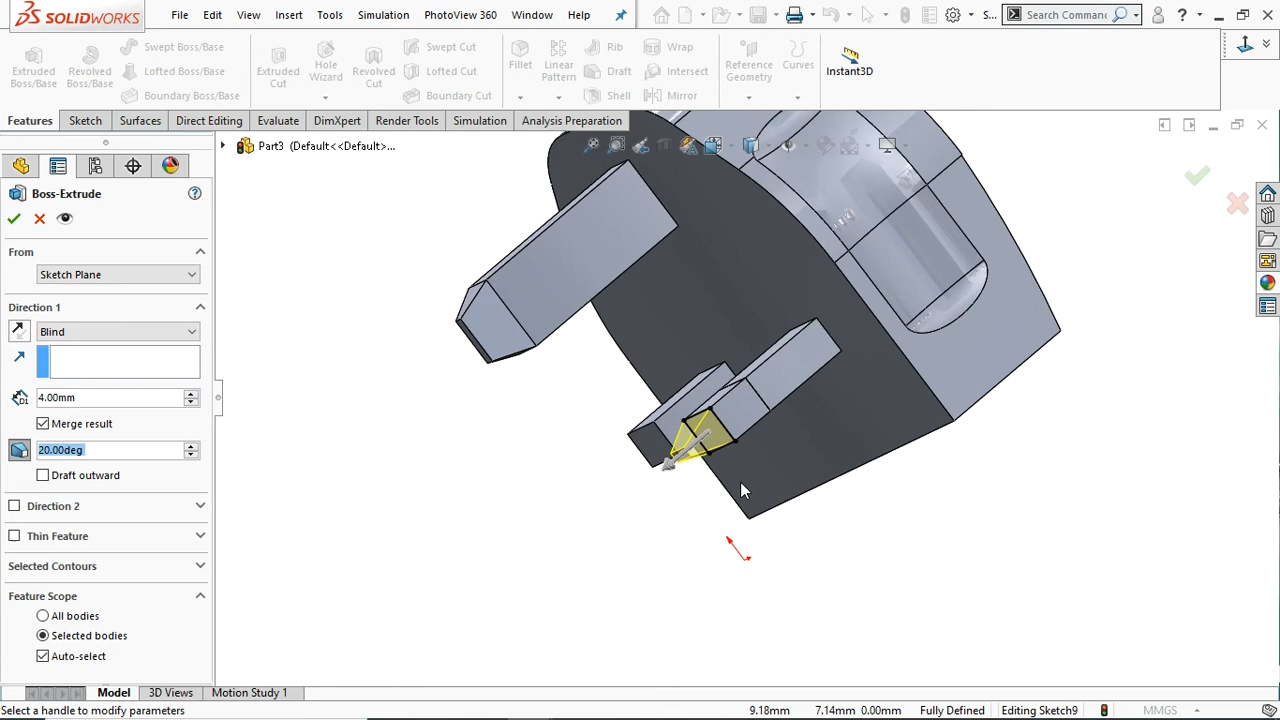 SOLIDWORKS File Edit View Insert Tools Simulation PhotoView 360 Window Help S... Search Commanc ?
Extruded Boss/Base Revolved Boss/Base Swept Boss/Base Lofted Boss/Base Boundary Boss/Base Extruded Cut Hole Wizard Revolved Cut Swept Cut Lofted Cut Boundary Cut Fillet Linear Pattern Rib Draft Shell Wrap Intersect Mirror Reference Geometry Curves Instant3D
Features Sketch Surfaces Direct Editing Evaluate DimXpert Render Tools Simulation Analysis Preparation
Part3 (Default<<Default>...
Boss-Extrude
From
Sketch Plane
Direction 1
Blind
4.00mm
Merge result
20.00deg
Draft outward
Direction 2
Thin Feature
Selected Contours
Feature Scope
All bodies
Selected bodies
Auto-select
Model 3D Views Motion Study 1
Select a handle to modify parameters 9.18mm 7.14mm 0.00mm Fully Defined Editing Sketch9 MMGS